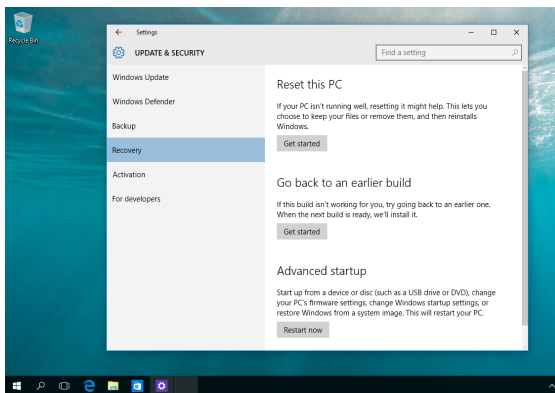 Recycle Bin
Settings
UPDATE & SECURITY
Find a setting
Windows Update
Windows Defender
Backup
Recovery
Activation
For developers
Reset this PC
If your PC isn't running well, resetting it might help. This lets you
choose to keep your files or remove them, and then reinstalls
Windows.
Get started
Go back to an earlier build
If this build isn't working for you, try going back to an earlier one.
When the next build is ready, we'll install it.
Get started
Advanced startup
Start up from a device or disc (such as a USB drive or DVD), change
your PC's firmware settings, change Windows startup settings, or
restore Windows from a system image. This will restart your PC.
Restart now